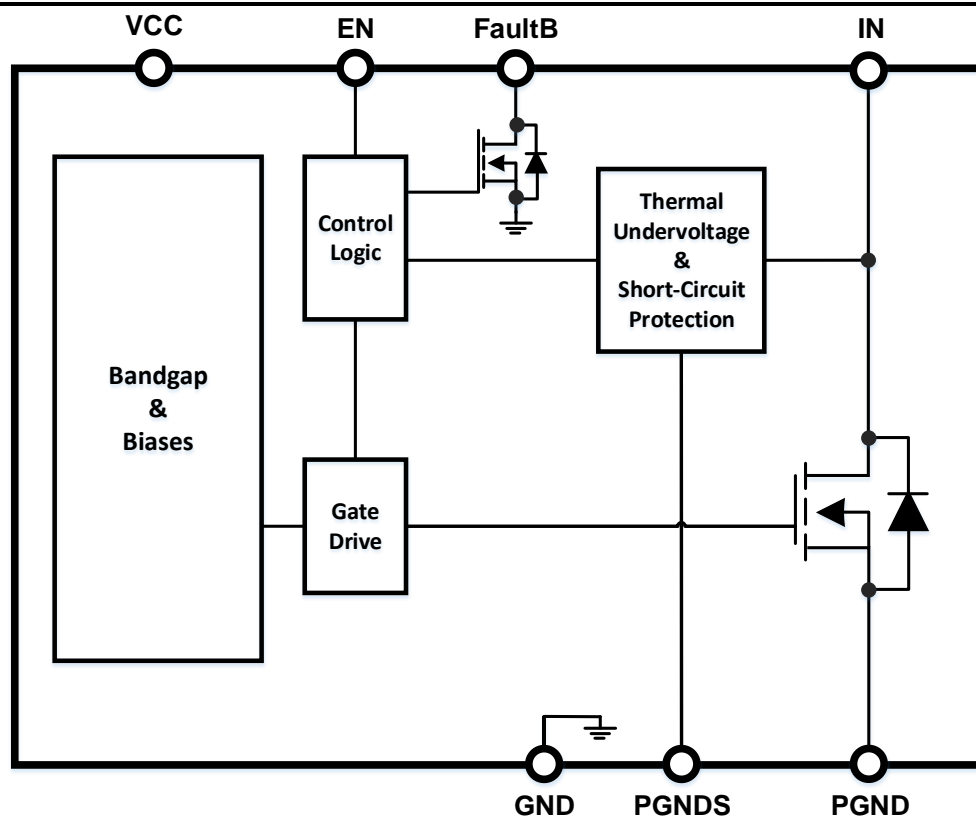 VCC
EN
FaultB
IN
Control
Logic
Thermal
Undervoltage
&
Short-Circuit
Protection
Bandgap
&
Biases
Gate
Drive
GND
PGNDS
PGND